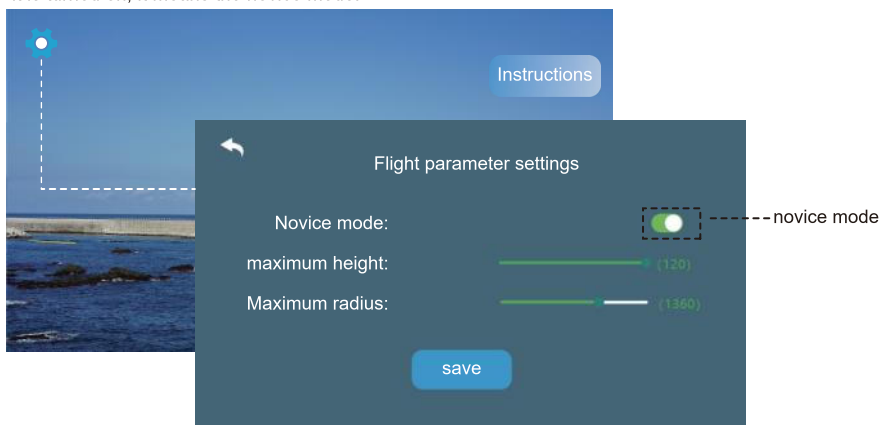 Instructions
Flight parameter settings
Novice mode:
novice mode
maximum height:
(120)
Maximum radius:
(1360)
save